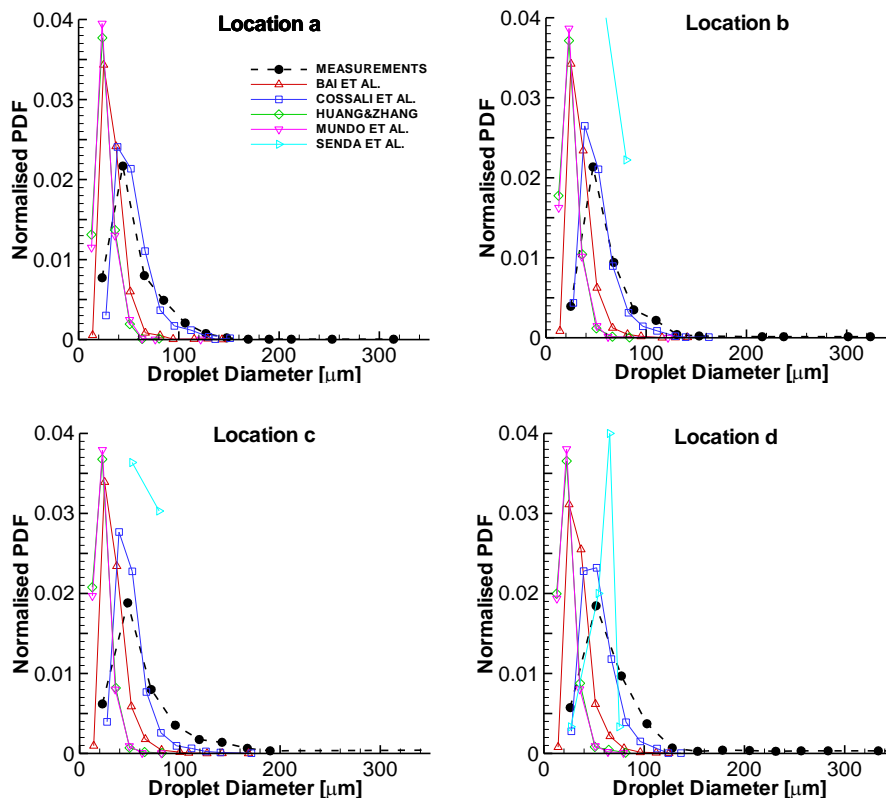 Location a
Normalised PDF
0.04
0.03
0.02
0.01
0
0
100
200
300
Droplet Diameter [μm]
MEASUREMENTS
BAI ET AL.
COSSALI ET AL.
HUANG&ZHANG
MUNDO ET AL.
SENDA ET AL.
Location b
Normalised PDF
0.04
0.03
0.02
0.01
0
0
100
200
300
Droplet Diameter [μm]
Location c
Normalised PDF
0.04
0.03
0.02
0.01
0
0
100
200
300
Droplet Diameter [μm]
Location d
Normalised PDF
0.04
0.03
0.02
0.01
0
0
100
200
300
Droplet Diameter [μm]